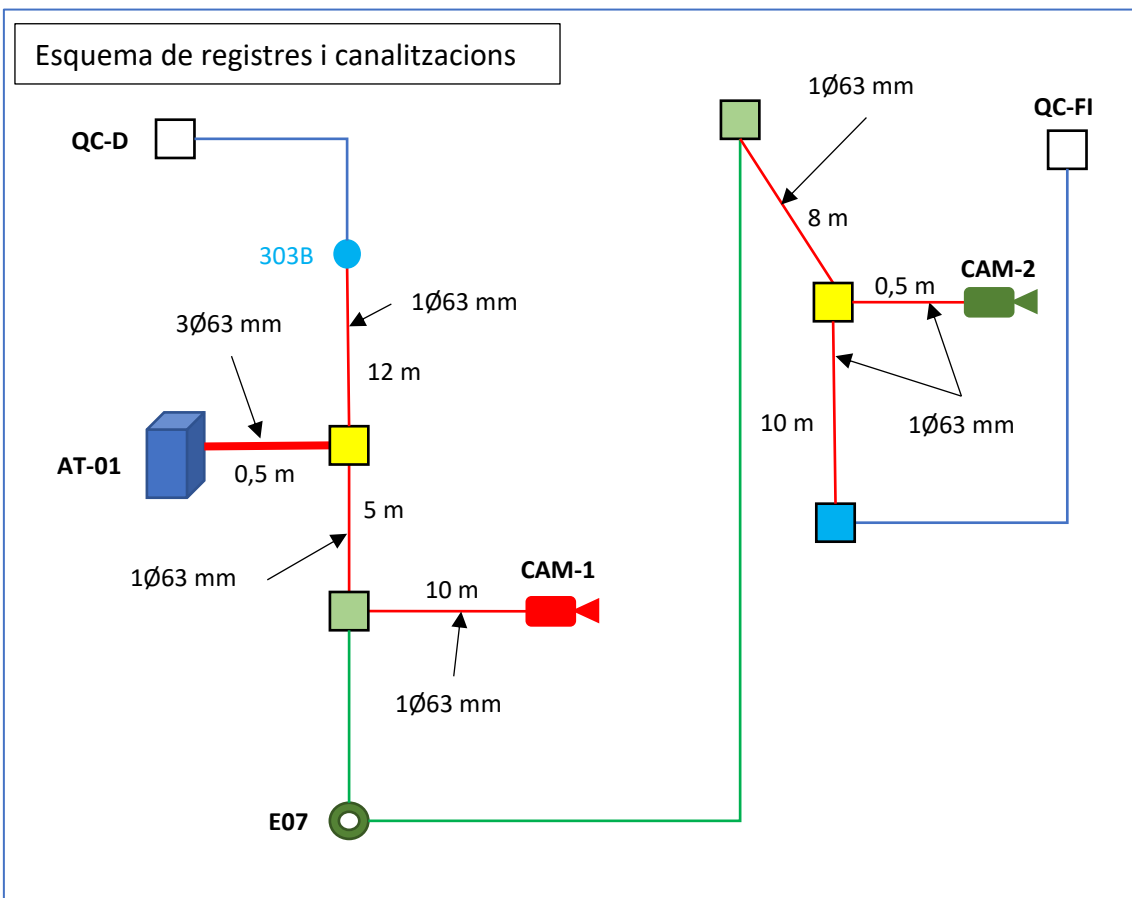 Esquema de registres i canalitzacions
1Ø63 mm
QC-D
QC-FI
8 m
303B
CAM-2
0,5 m
1Ø63 mm
3Ø63 mm
12 m
10 m
1Ø63 mm
AT-01
0,5 m
5 m
1Ø63 mm
CAM-1
10 m
1Ø63 mm
E07